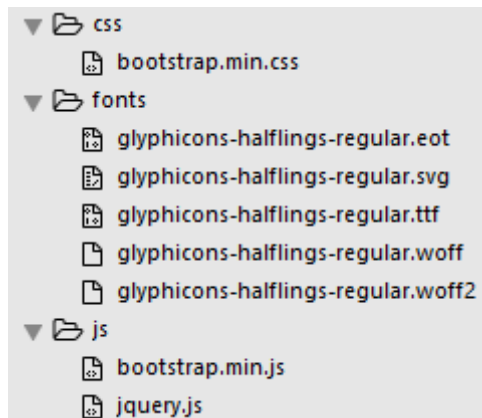 css
bootstrap.min.css
fonts
glyphicons-halflings-regular.eot
glyphicons-halflings-regular.svg
glyphicons-halflings-regular.ttf
glyphicons-halflings-regular.woff
glyphicons-halflings-regular.woff2
js
bootstrap.min.js
jquery.js